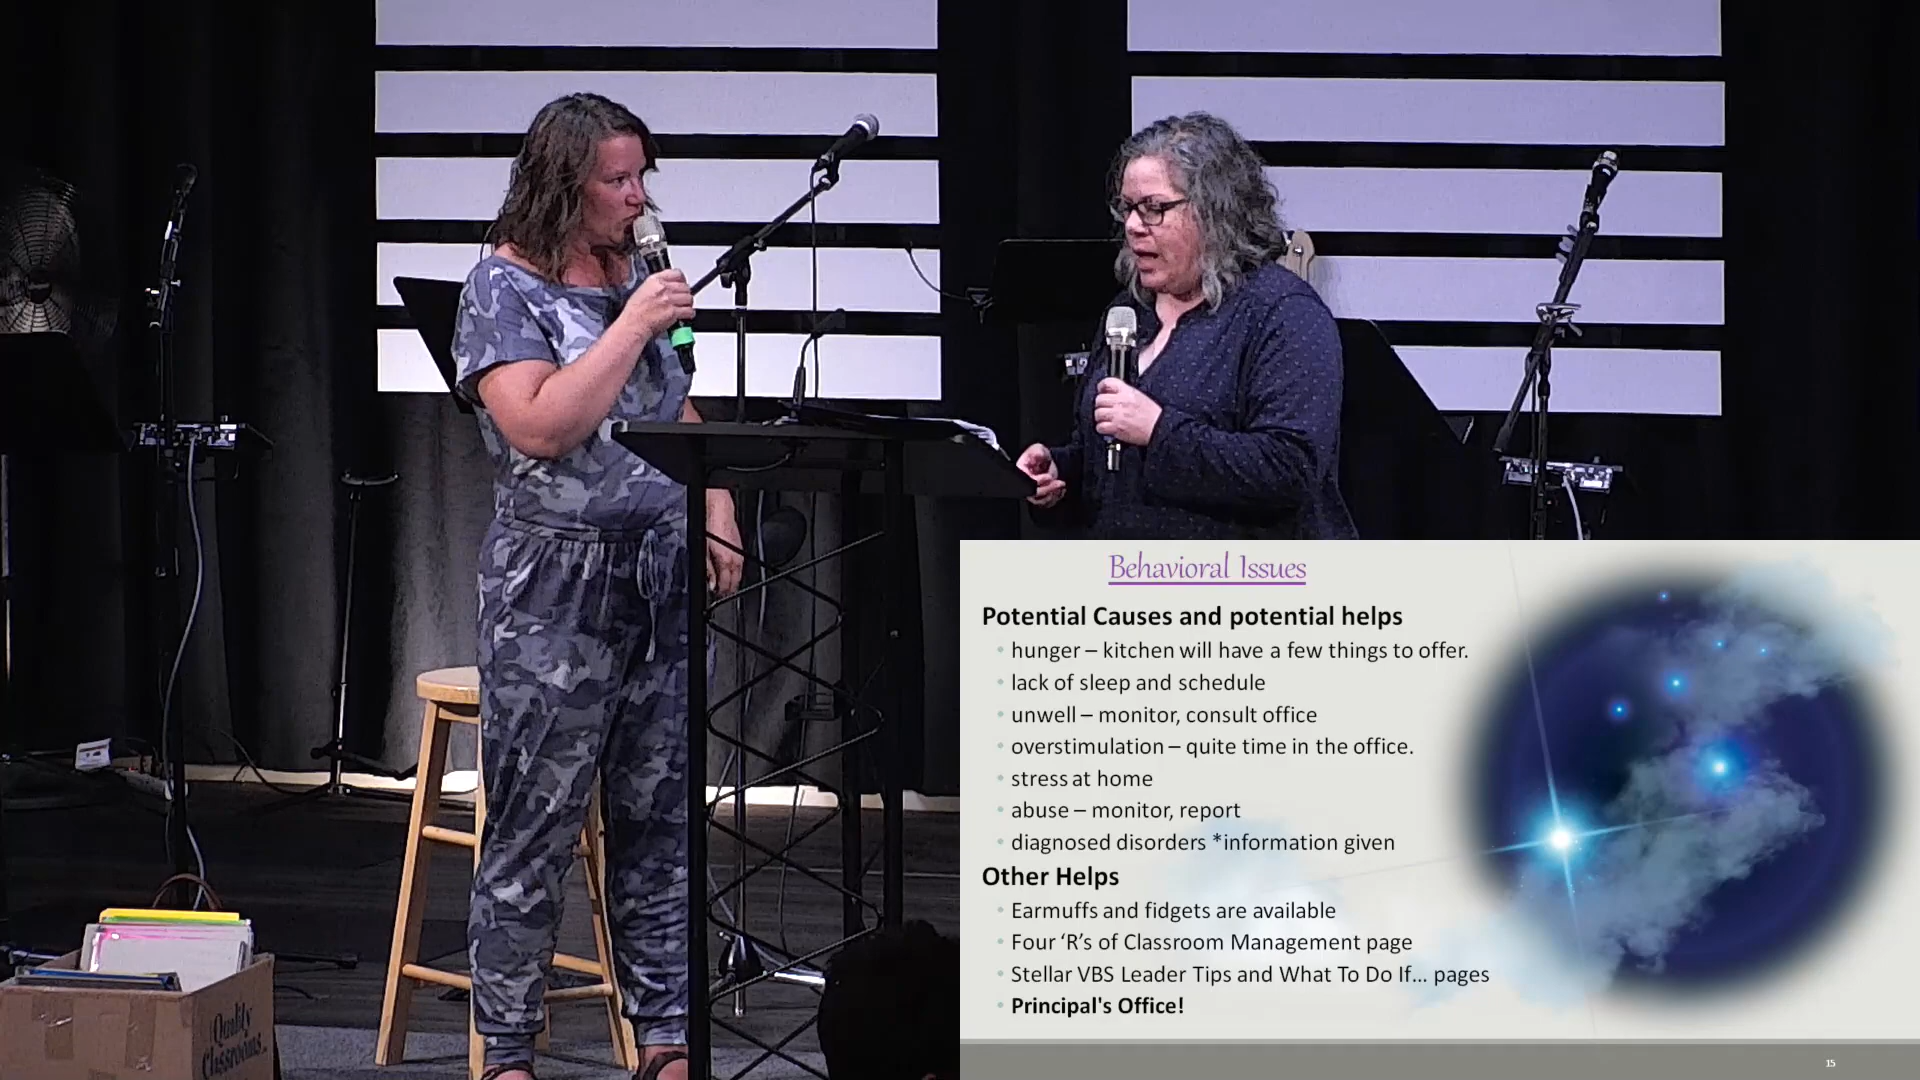 Behavioral Issues
Potential Causes and potential helps
hunger – kitchen will have a few things to offer.
lack of sleep and schedule
unwell – monitor, consult office
overstimulation – quite time in the office.
stress at home
abuse – monitor, report
diagnosed disorders *information given
Other Helps
Earmuffs and fidgets are available
Four ‘R’s of Classroom Management page
Stellar VBS Leader Tips and What To Do If... pages
Principal's Office!
15
Quality
Classrooms